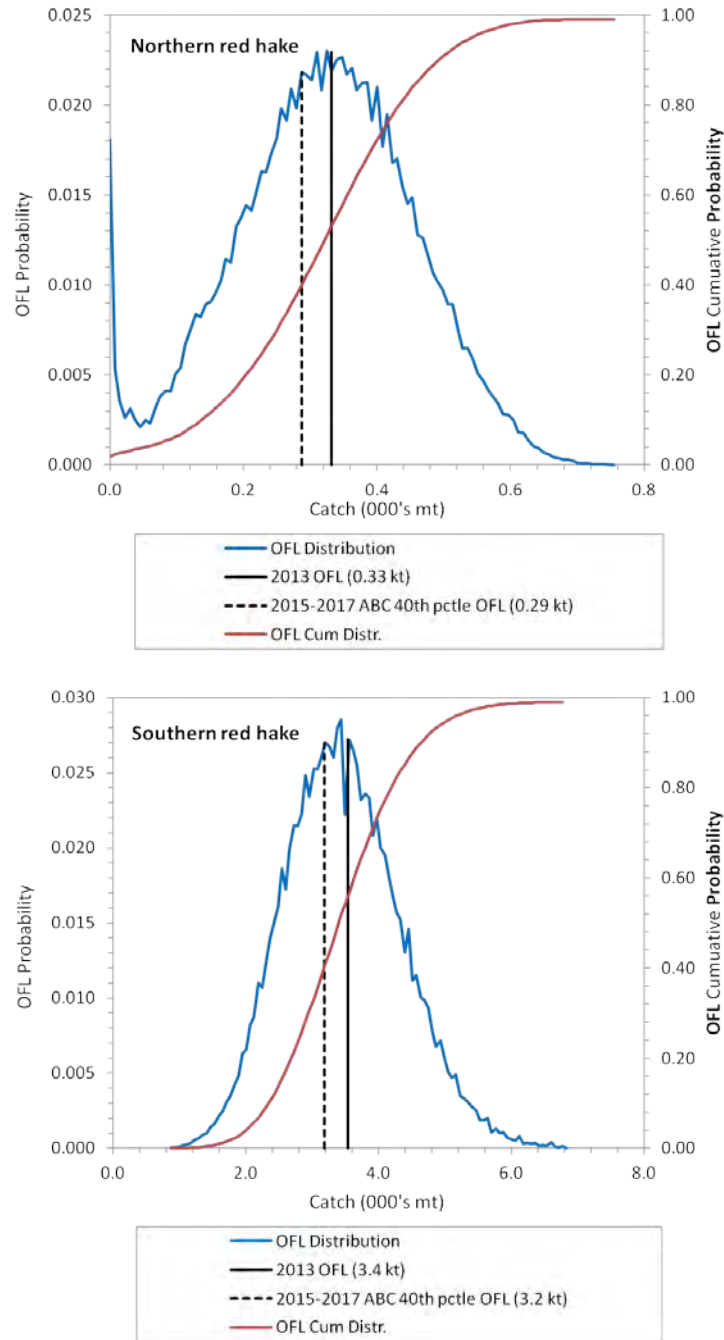 Northern red hake
0.025
0.020
0.015
0.010
0.005
0.000
OFL Probability
1.00
0.80
0.60
0.40
0.20
0.00
OFL Cumuative Probability
0.0 0.2 0.4 0.6 0.8
Catch (000's mt)
OFL Distribution
2013 OFL (0.33 kt)
2015-2017 ABC 40th pctle OFL (0.29 kt)
OFL Cum Distr.
Southern red hake
0.030
0.025
0.020
0.015
0.010
0.005
0.000
OFL Probability
1.00
0.80
0.60
0.40
0.20
0.00
OFL Cumuative Probability
0.0 2.0 4.0 6.0 8.0
Catch (000's mt)
OFL Distribution
2013 OFL (3.4 kt)
2015-2017 ABC 40th pctle OFL (3.2 kt)
OFL Cum Distr.